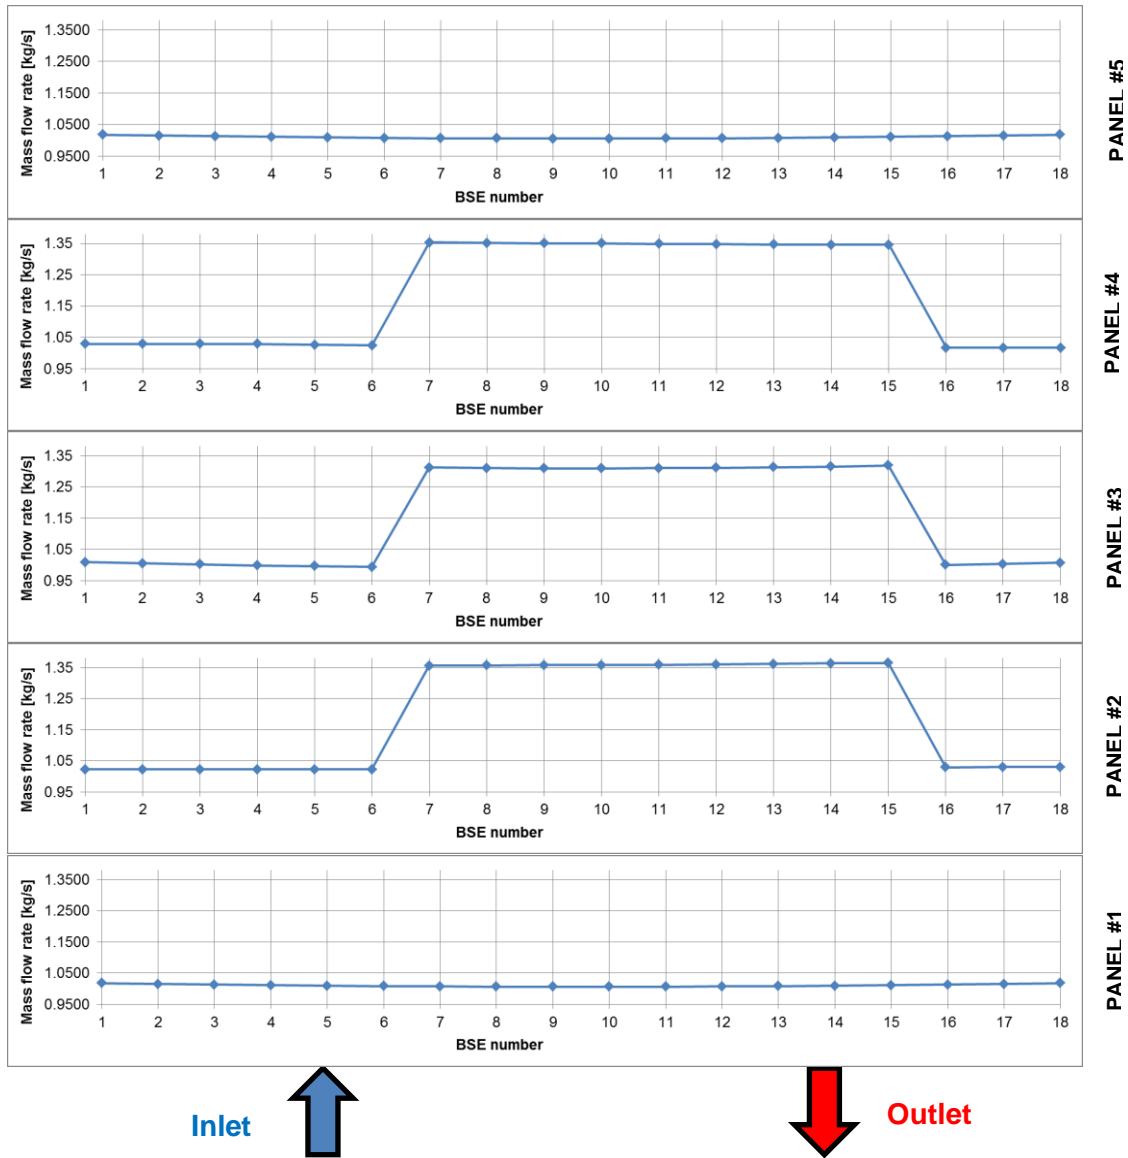 PANEL #5
Mass flow rate [kg/s]
1.3500
1.2500
1.1500
1.0500
0.9500
1 2 3 4 5 6 7 8 9 10 11 12 13 14 15 16 17 18
BSE number
PANEL #4
Mass flow rate [kg/s]
1.35
1.25
1.15
1.05
0.95
1 2 3 4 5 6 7 8 9 10 11 12 13 14 15 16 17 18
BSE number
PANEL #3
Mass flow rate [kg/s]
1.35
1.25
1.15
1.05
0.95
1 2 3 4 5 6 7 8 9 10 11 12 13 14 15 16 17 18
BSE number
PANEL #2
Mass flow rate [kg/s]
1.35
1.25
1.15
1.05
0.95
1 2 3 4 5 6 7 8 9 10 11 12 13 14 15 16 17 18
BSE number
PANEL #1
Mass flow rate [kg/s]
1.3500
1.2500
1.1500
1.0500
0.9500
1 2 3 4 5 6 7 8 9 10 11 12 13 14 15 16 17 18
BSE number
Inlet
Outlet